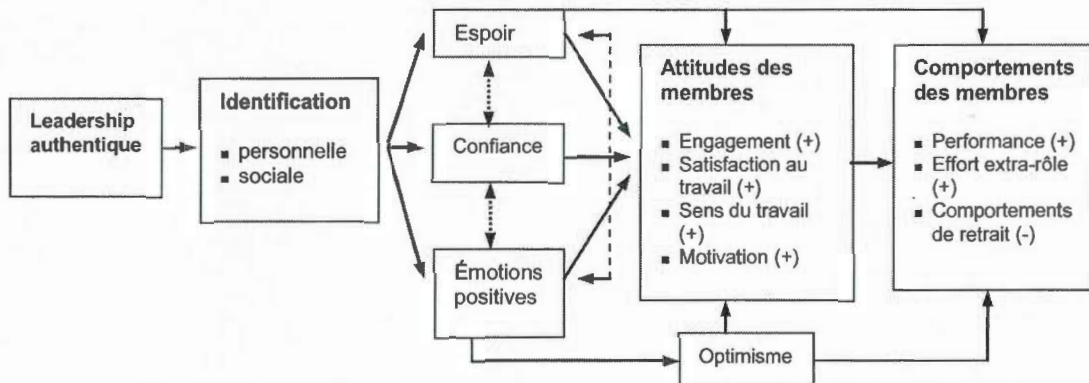 Leadership
authentique
Identification
▪ personnelle
▪ sociale
Espoir
Confiance
Émotions
positives
Attitudes des
membres
▪ Engagement (+)
▪ Satisfaction au
travail (+)
▪ Sens du travail
(+)
▪ Motivation (+)
Optimisme
Comportements
des membres
▪ Performance (+)
▪ Effort extra-rôle
(+)
▪ Comportements
de retrait (-)